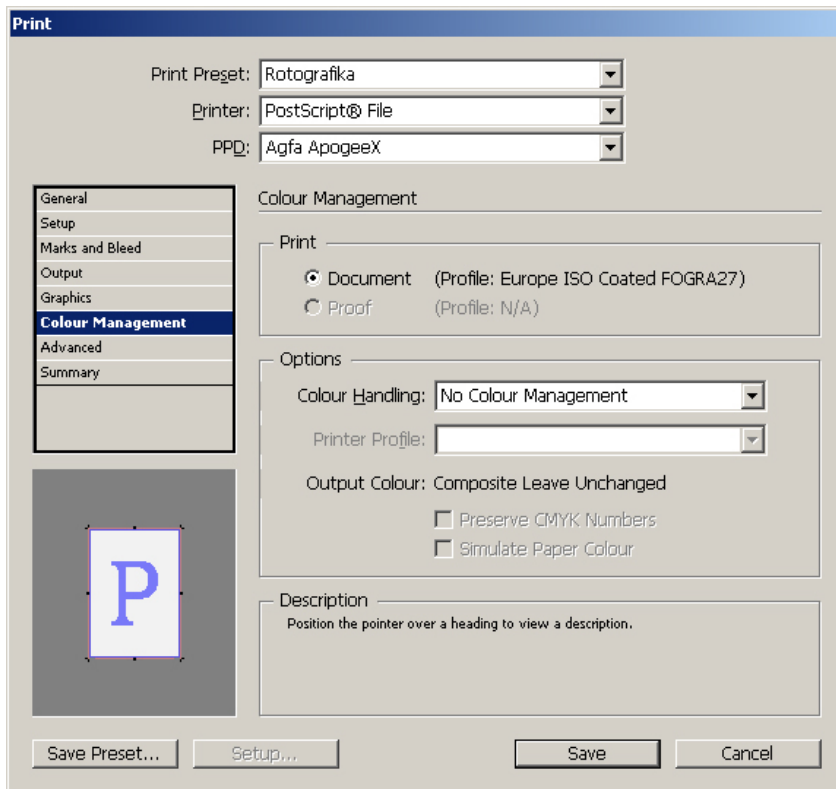 Print
Print Preset: Rotografika
Printer: PostScript® File
PPD: Agfa ApogeeX
General
Setup
Marks and Bleed
Output
Graphics
Colour Management
Advanced
Summary
Colour Management
Print
Document (Profile: Europe ISO Coated FOGRA27)
Proof (Profile: N/A)
Options
Colour Handling: No Colour Management
Printer Profile:
Output Colour: Composite Leave Unchanged
Preserve CMYK Numbers
Simulate Paper Colour
P
Description
Position the pointer over a heading to view a description.
Save Preset... Setup... Save Cancel